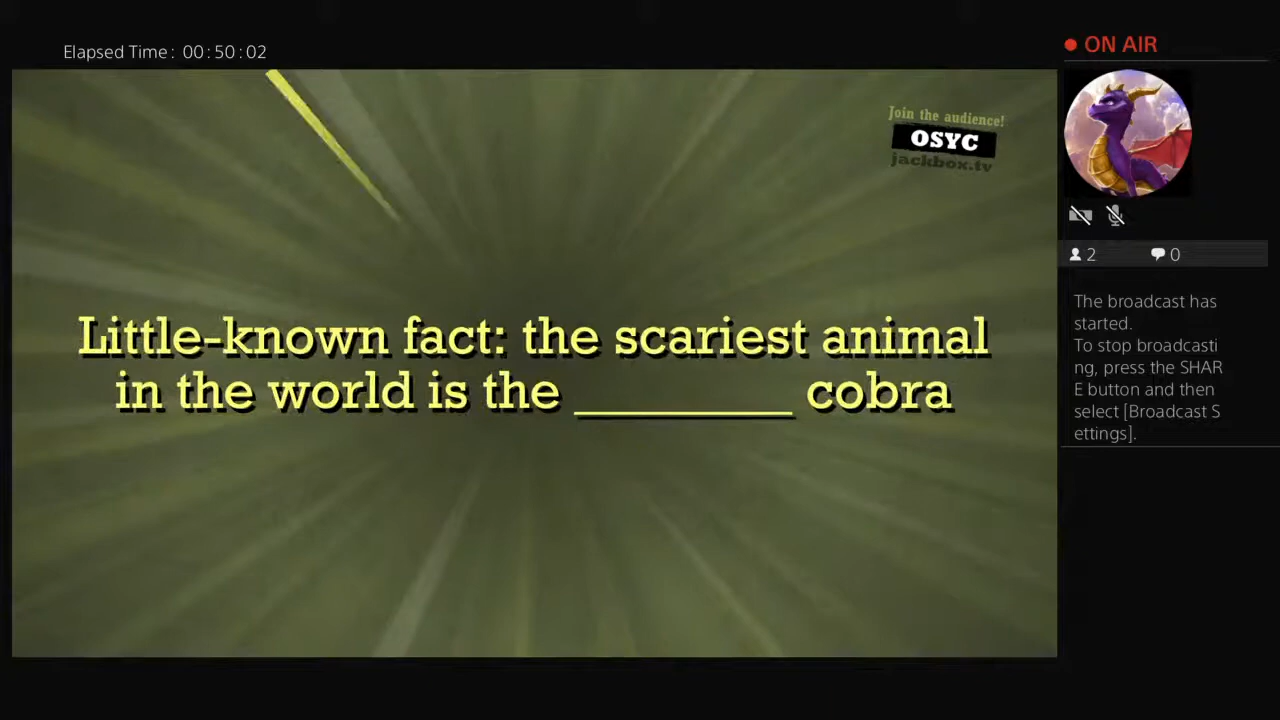 Elapsed Time: 00:50:02
ON AIR
Join the audience!
OSYC
jackbox.tv
2
0
Little-known fact: the scariest animal
in the world is the ________ cobra
The broadcast has
started.
To stop broadcasti
ng, press the SHAR
E button and then
select [Broadcast S
ettings].